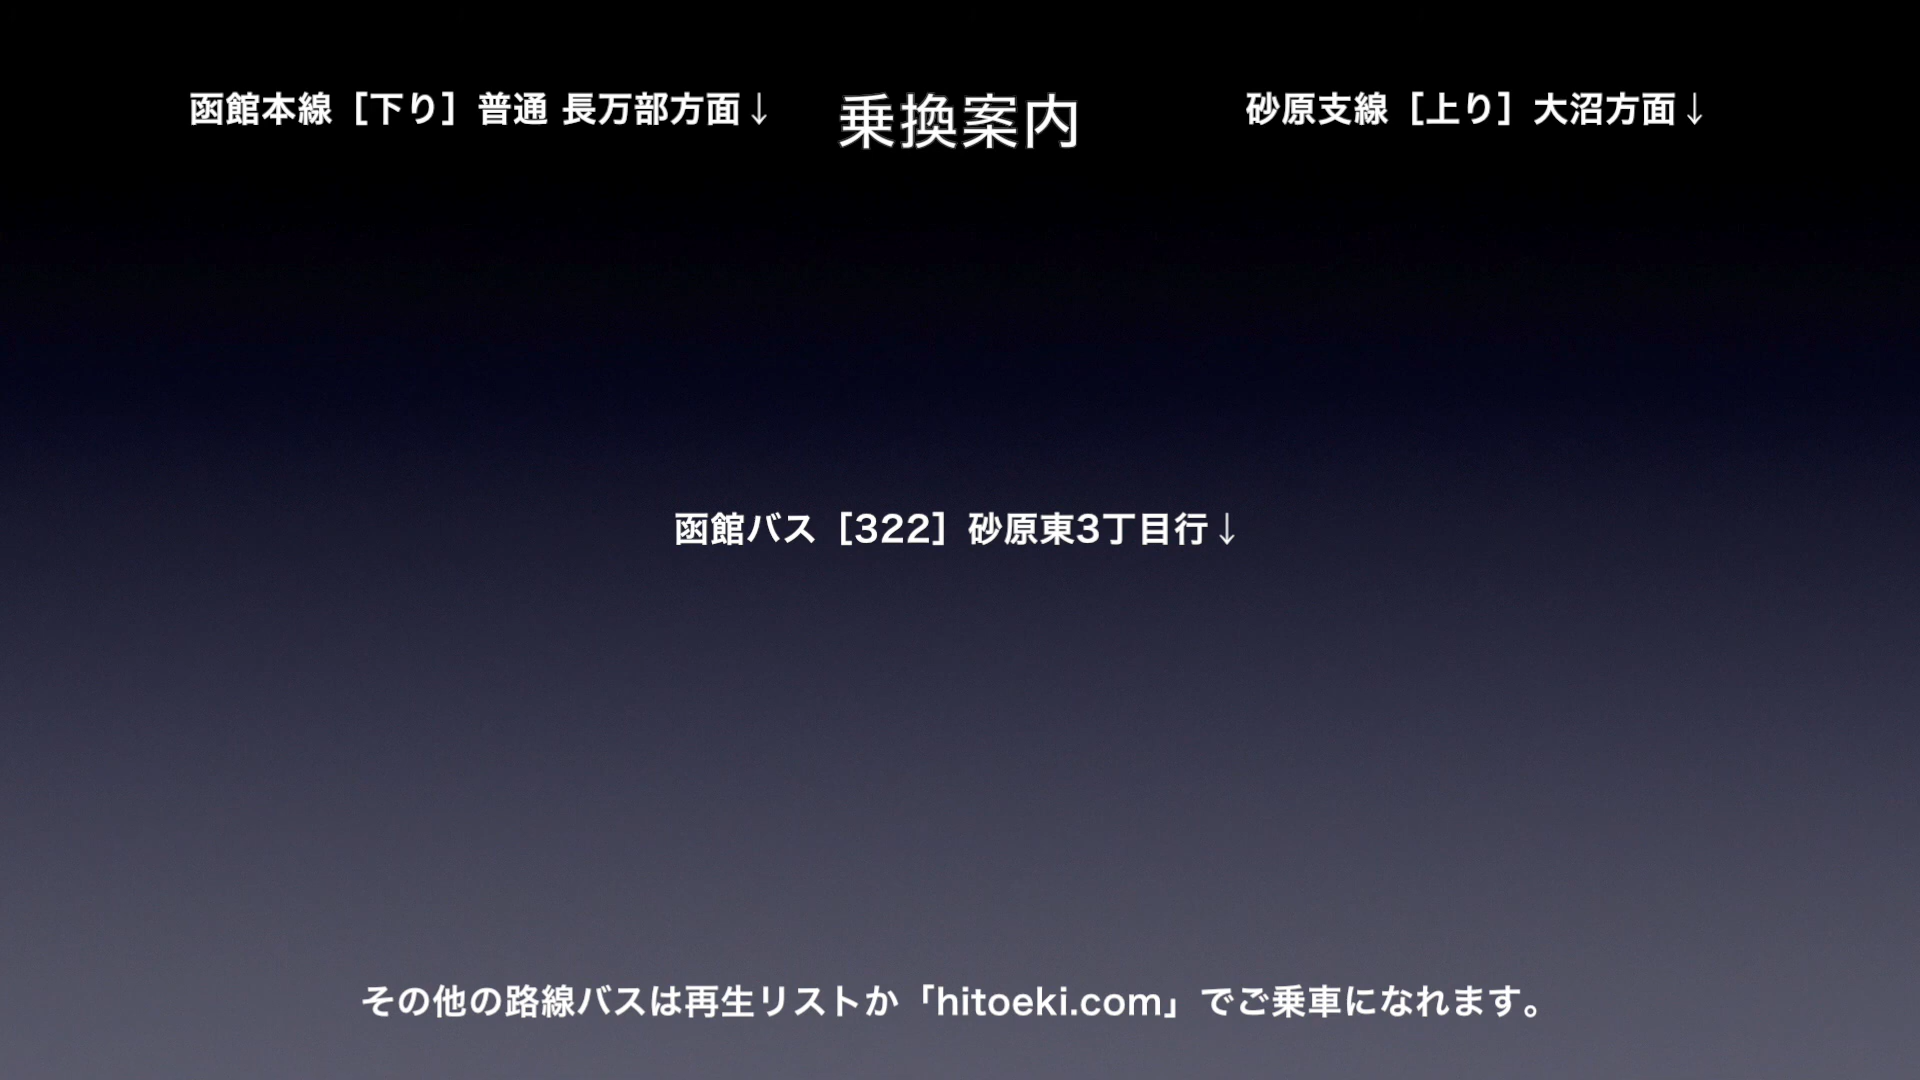 函館本線［下り］普通 長万部方面↓
乗換案内
砂原支線［上り］大沼方面↓
函館バス［322］砂原東3丁目行↓
その他の路線バスは再生リストか「hitoeki.com」でご乗車になれます。